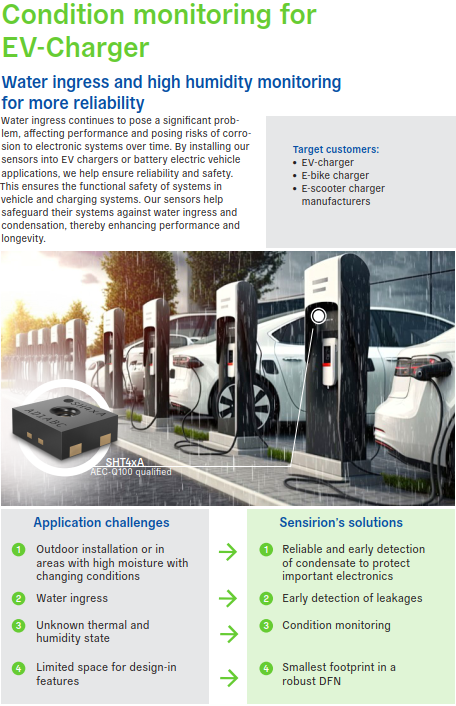 Condition monitoring for
EV-Charger
Water ingress and high humidity monitoring
for more reliability
Water ingress continues to pose a significant prob-
lem, affecting performance and posing risks of corro-
sion to electronic systems over time. By installing our
sensors into EV chargers or battery electric vehicle
applications, we help ensure reliability and safety.
This ensures the functional safety of systems in
vehicle and charging systems. Our sensors help
safeguard their systems against water ingress and
condensation, thereby enhancing performance and
longevity.
Target customers:
• EV-charger
• E-bike charger
• E-scooter charger
manufacturers
SHT4xA
AD1ABC
SHT4xA
AEC-Q100 qualified
Application challenges
1 Outdoor installation or in
areas with high moisture with
changing conditions
2 Water ingress
3 Unknown thermal and
humidity state
4 Limited space for design-in
features
Sensirion's solutions
1 Reliable and early detection
of condensate to protect
important electronics
2 Early detection of leakages
3 Condition monitoring
4 Smallest footprint in a
robust DFN